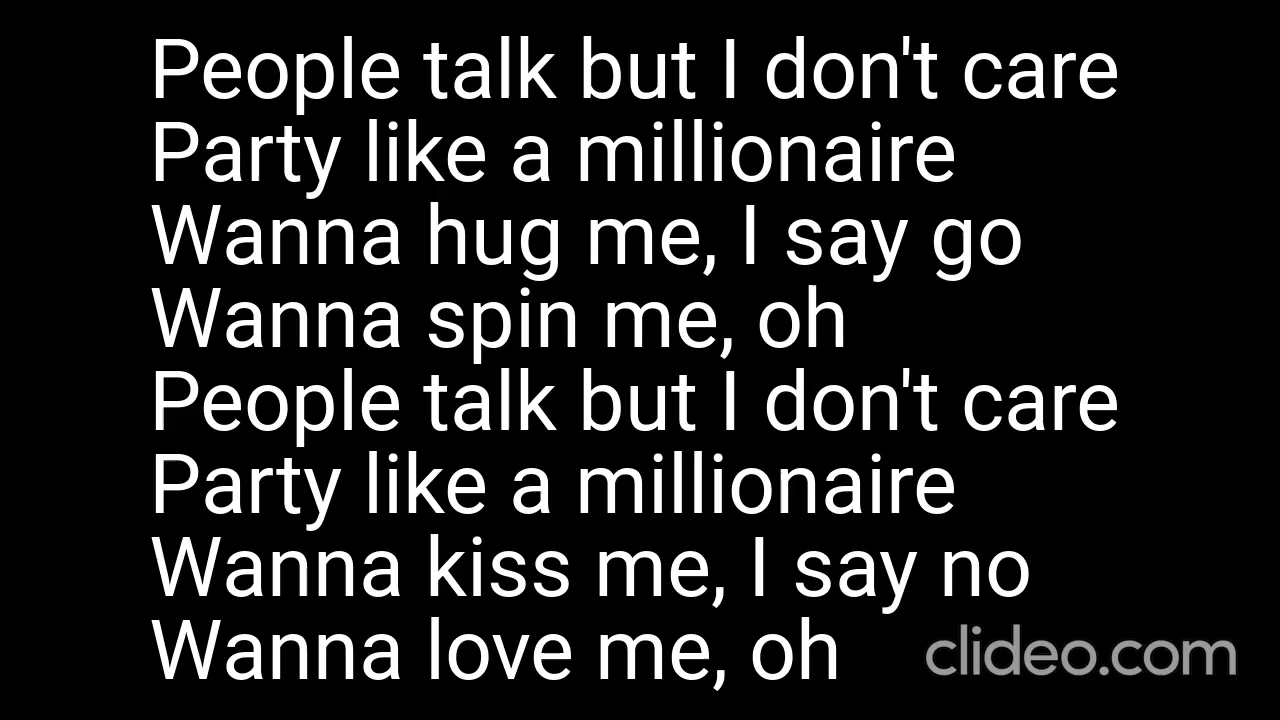 People talk but I don't care
Party like a millionaire
Wanna hug me, I say go
Wanna spin me, oh
People talk but I don't care
Party like a millionaire
Wanna kiss me, I say no
Wanna love me, oh
clideo.com